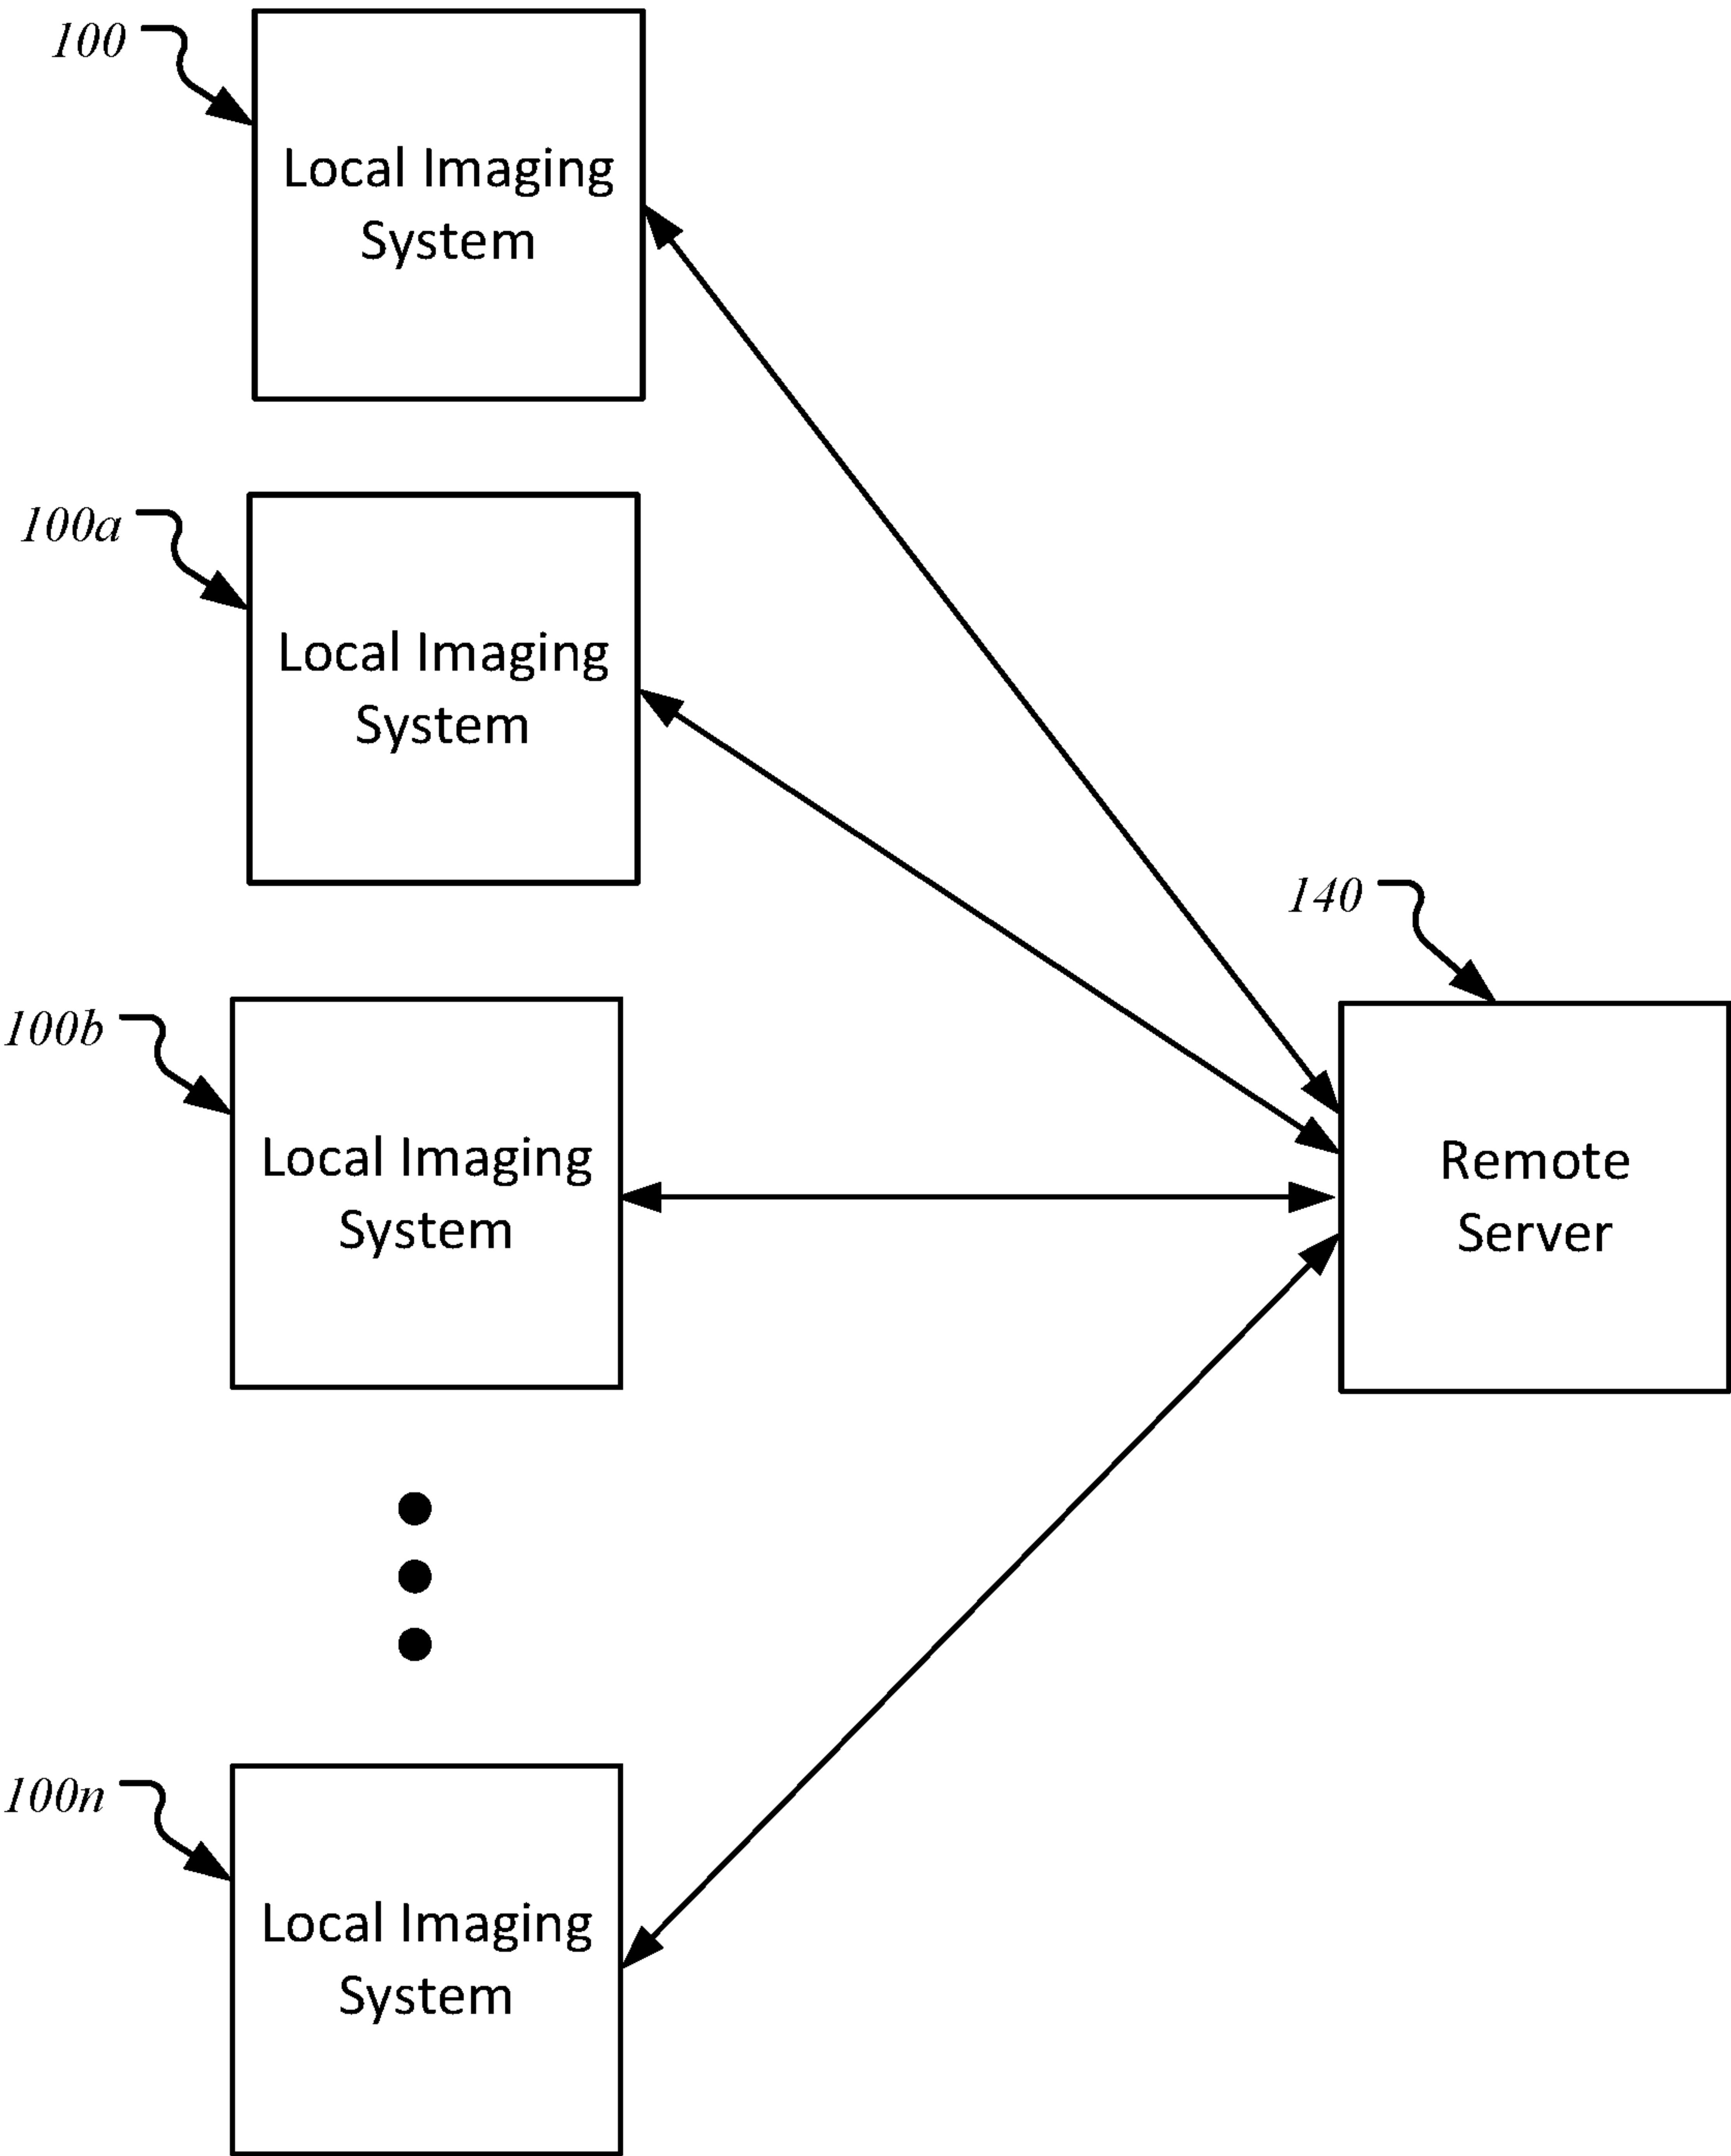 100
Local Imaging
System
100a
Local Imaging
System
140
100b
Local Imaging
System
Remote
Server
100n
Local Imaging
System